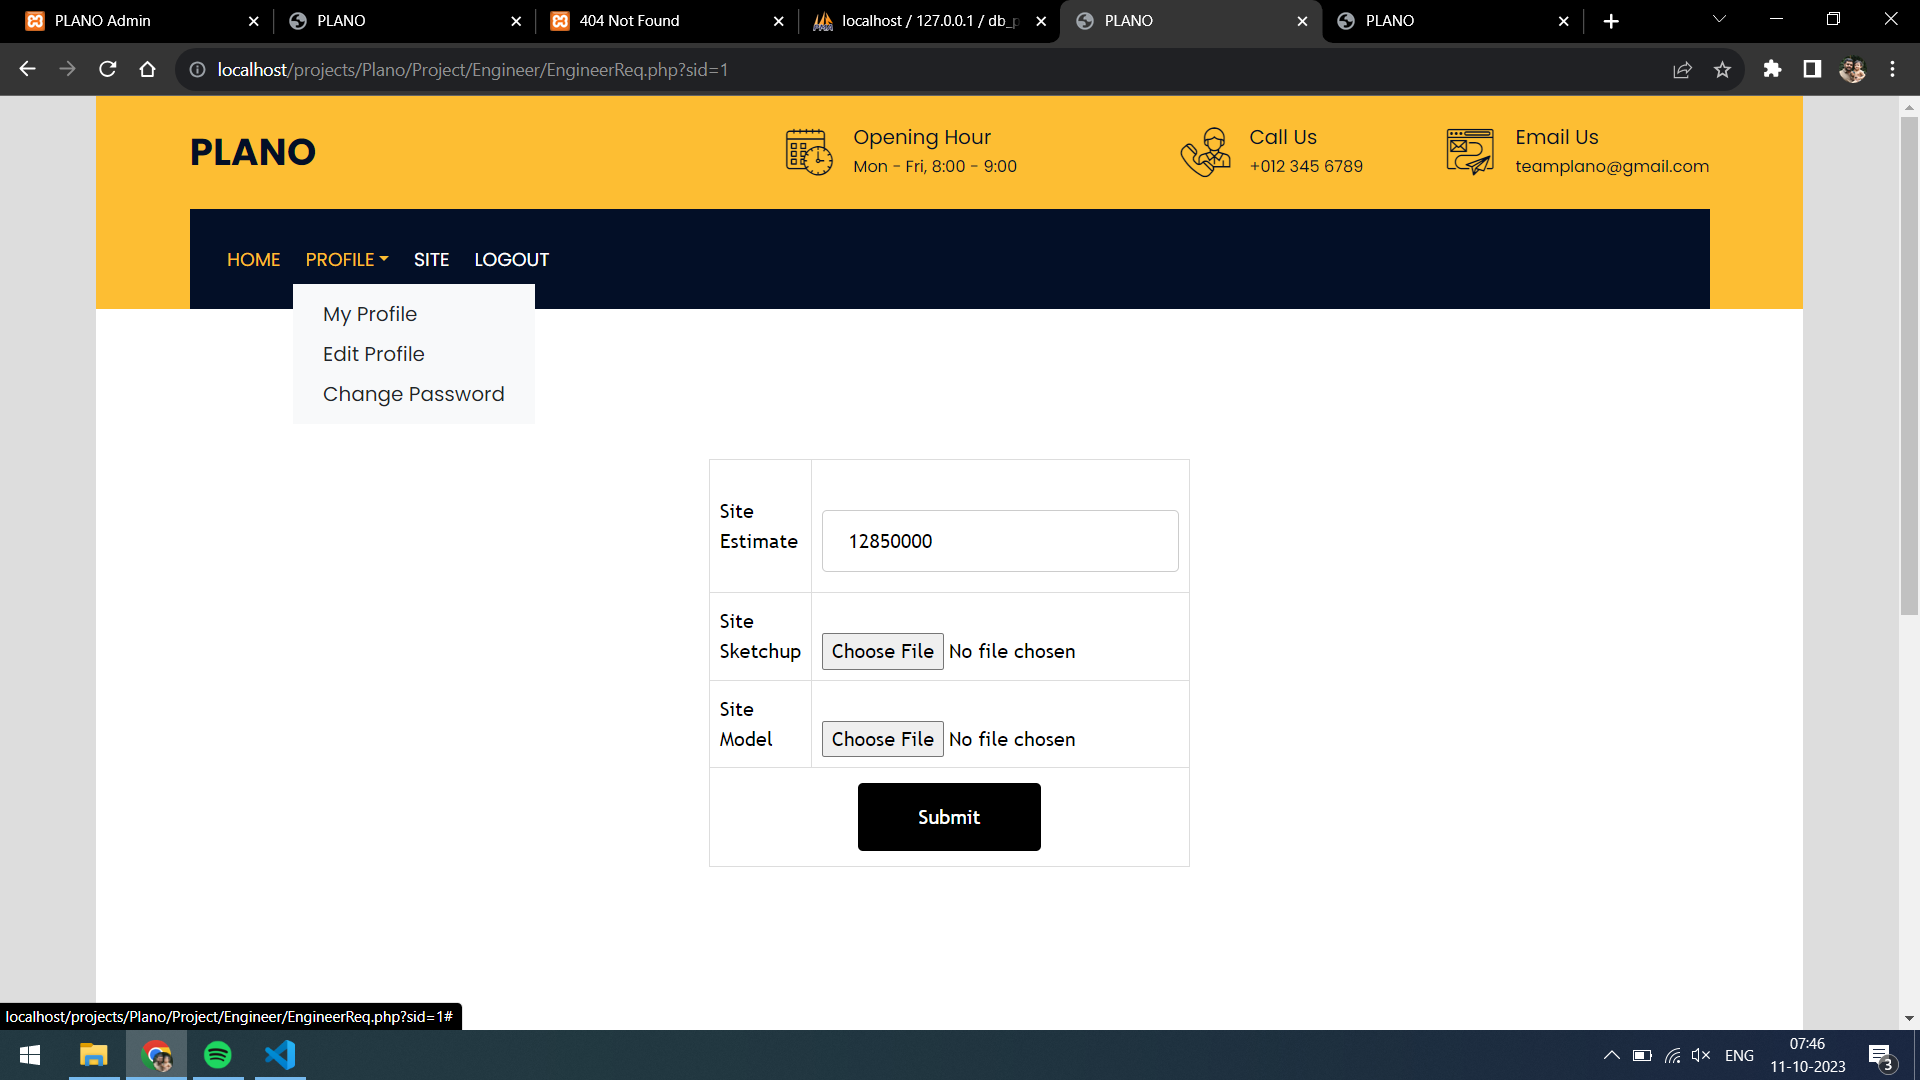 PLANO Admin
PLANO
404 Not Found
localhost / 127.0.0.1 / db_p
PLANO
PLANO
localhost/projects/Plano/Project/Engineer/EngineerReq.php?sid=1
PLANO
Opening Hour
Mon - Fri, 8:00 - 9:00
Call Us
+012 345 6789
Email Us
teamplano@gmail.com
HOME PROFILE SITE LOGOUT
My Profile
Edit Profile
Change Password
Site
Estimate
12850000
Site
Sketchup
Choose File No file chosen
Site
Model
Choose File No file chosen
Submit
localhost/projects/Plano/Project/Engineer/EngineerReq.php?sid=1#
ENG
07:46
11-10-2023
3